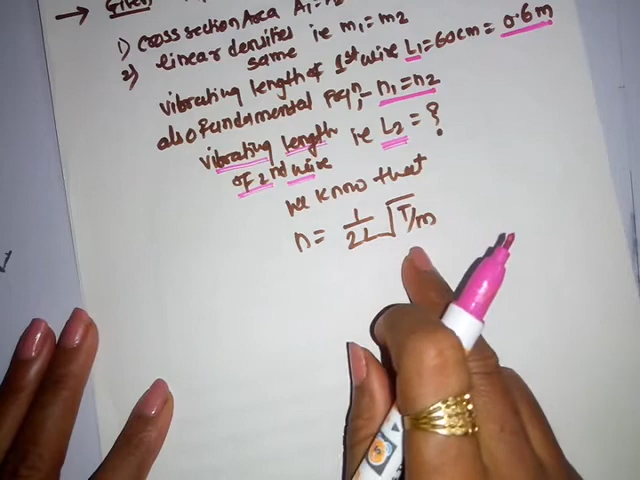 → Given
1) cross section Area A₁ =
2) linear densities same ie m₁ = m₂
vibrating length of 1st wire L₁ = 60cm = 0.6m
also fundamental Freqⁿ, n₁ = n₂
vibrating length
of 2nd wire ie L₂ = ?
we know that
n = 1/2L √T/m